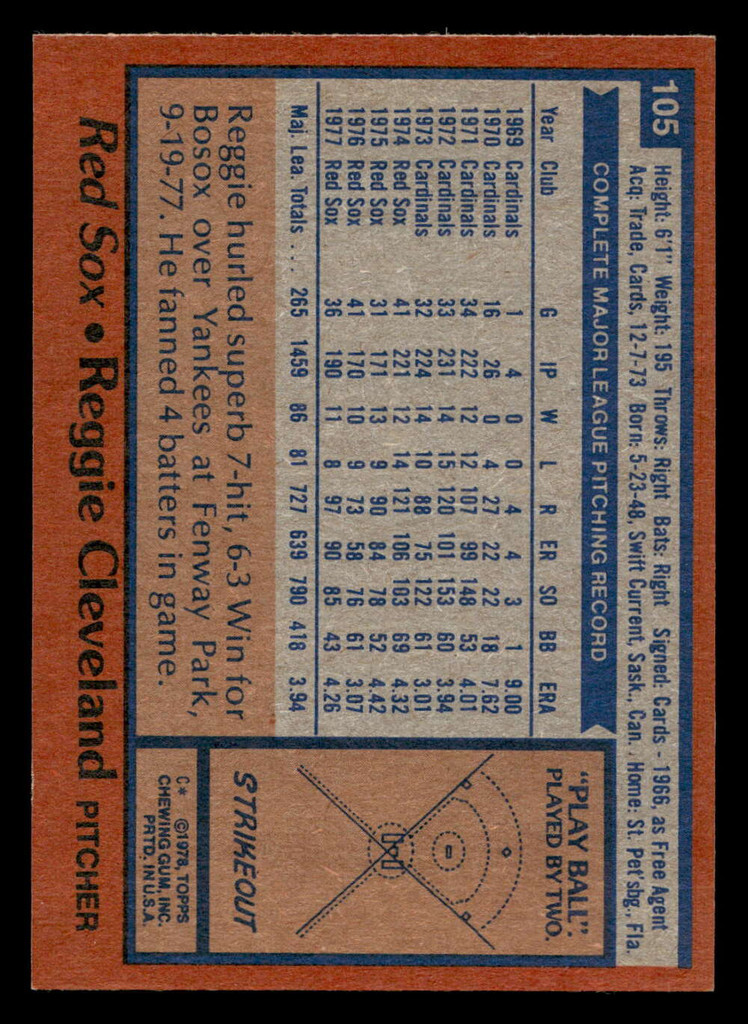 105
Height: 6'1" Weight: 195 Throws: Right Bats: Right Signed: Cards - 1966, as Free Agent
Acq: Trade, Cards, 12-7-73 Born: 5-23-48, Swift Current, Sask., Can. Home: St. Pet'sbg., Fla.
COMPLETE MAJOR LEAGUE PITCHING RECORD
Year Club G IP W L R ER SO BB ERA
1969 Cardinals 1 4 0 0 4 4 3 1 9.00
1970 Cardinals 16 26 0 4 27 22 22 18 7.62
1971 Cardinals 34 222 12 12 107 99 148 53 4.01
1972 Cardinals 33 231 14 15 120 101 153 60 3.94
1973 Cardinals 32 224 14 10 88 75 122 61 3.01
1974 Red Sox 41 221 12 14 121 106 103 69 4.32
1975 Red Sox 31 171 13 9 90 84 78 52 4.42
1976 Red Sox 41 170 10 9 73 58 76 61 3.07
1977 Red Sox 36 190 11 8 97 90 85 43 4.26
Maj. Lea. Totals . . . 265 1459 86 81 727 639 790 418 3.94
Reggie hurled superb 7-hit, 6-3 Win for
Bosox over Yankees at Fenway Park,
9-19-77. He fanned 4 batters in game.
"PLAY BALL":
PLAYED BY TWO.
STRIKEOUT
C* ©1978, TOPPS
CHEWING GUM, INC.
PRTD. IN U.S.A.
Red Sox • Reggie Cleveland PITCHER